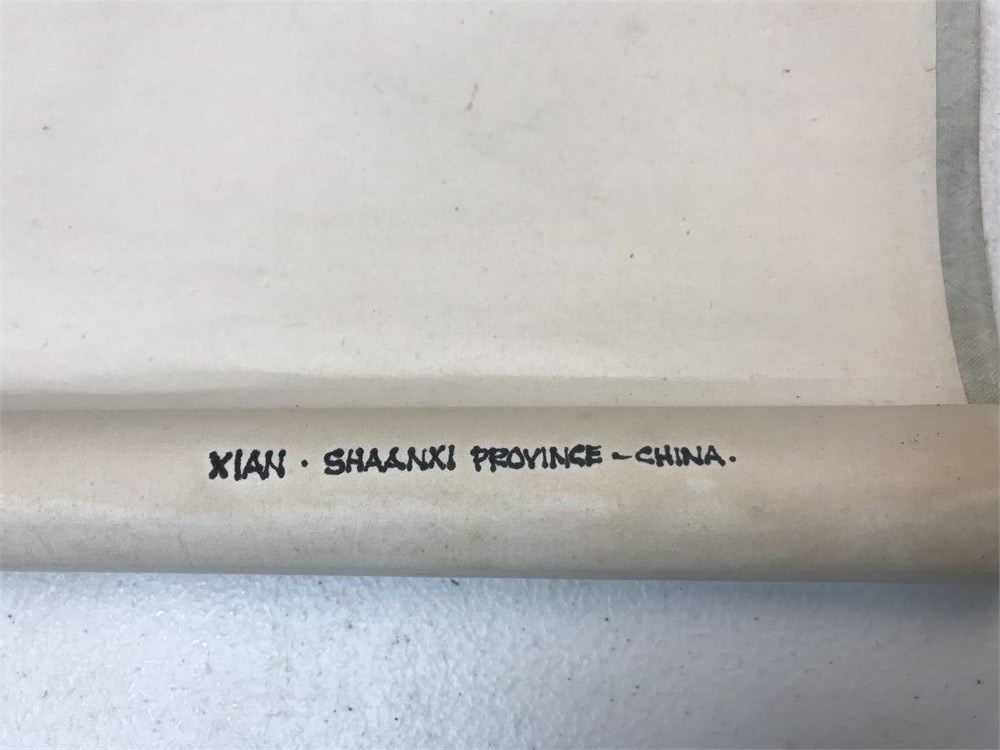 XIAN · SHAANXI PROVINCE – CHINA.